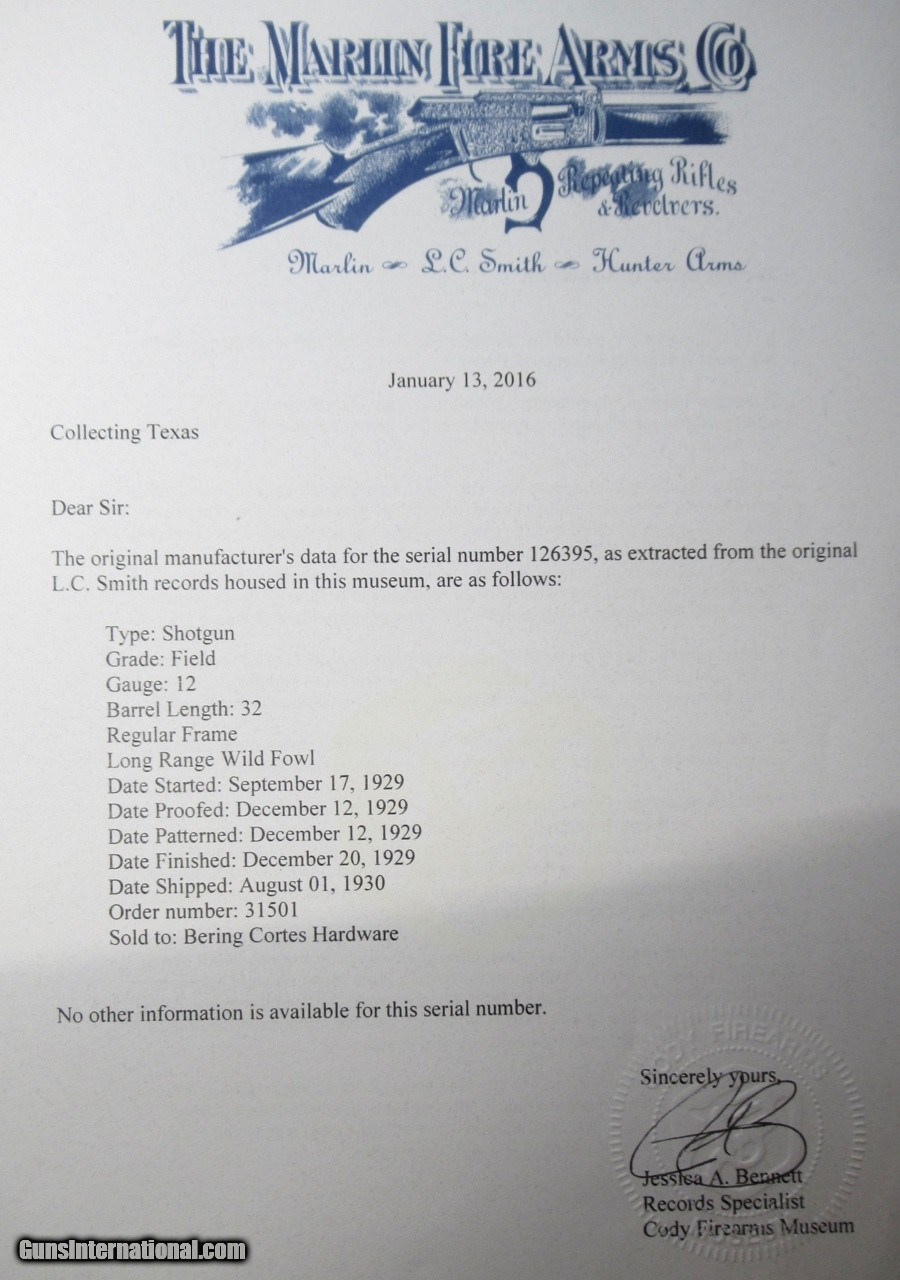 THE MARLIN FIRE ARMS CO
Marlin
Repeating Rifles
& Revolvers.
Marlin L.C. Smith Hunter Arms
January 13, 2016
Collecting Texas
Dear Sir:
The original manufacturer's data for the serial number 126395, as extracted from the original
L.C. Smith records housed in this museum, are as follows:
Type: Shotgun
Grade: Field
Gauge: 12
Barrel Length: 32
Regular Frame
Long Range Wild Fowl
Date Started: September 17, 1929
Date Proofed: December 12, 1929
Date Patterned: December 12, 1929
Date Finished: December 20, 1929
Date Shipped: August 01, 1930
Order number: 31501
Sold to: Bering Cortes Hardware
No other information is available for this serial number.
CODY FIREARMS
Sincerely yours,
Jessica A. Bennett
Records Specialist
Cody Firearms Museum
MUSEUM
GunsInternational.com